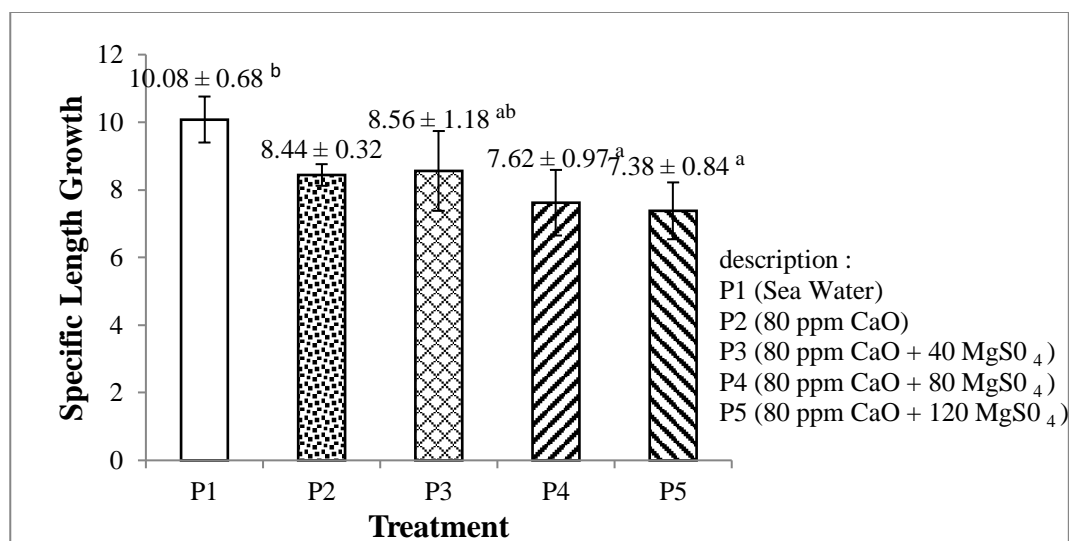 12
10
8
6
4
2
0
Specific Length Growth
10.08 ± 0.68 b
8.44 ± 0.32
8.56 ± 1.18 ab
7.62 ± 0.97 a
7.38 ± 0.84 a
P1 P2 P3 P4 P5
Treatment
description :
P1 (Sea Water)
P2 (80 ppm CaO)
P3 (80 ppm CaO + 40 MgS0 4 )
P4 (80 ppm CaO + 80 MgS0 4 )
P5 (80 ppm CaO + 120 MgS0 4 )